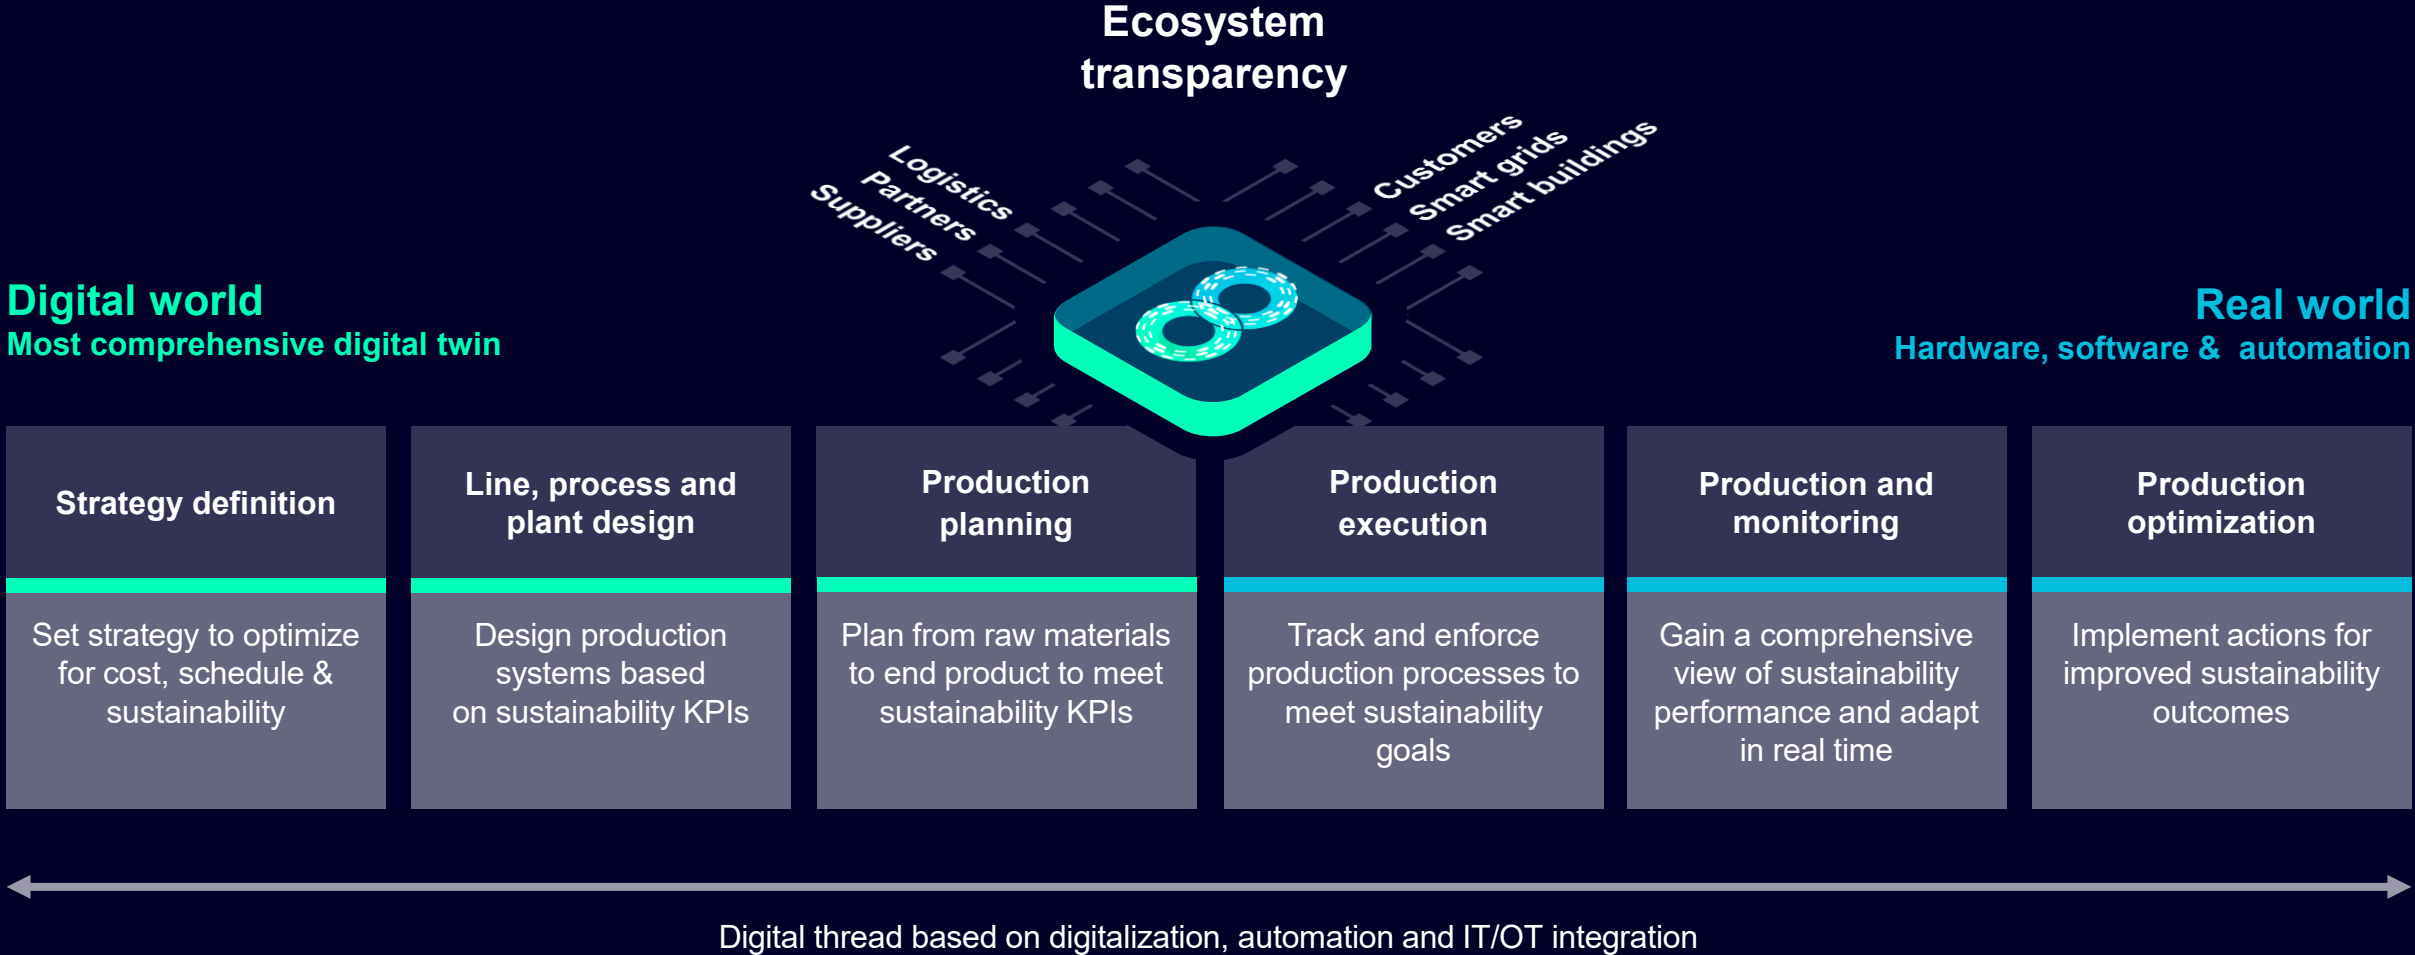 Ecosystem
transparency
Logistics
Partners
Suppliers
Customers
Smart grids
Smart buildings
Digital world
Most comprehensive digital twin
Real world
Hardware, software &  automation
Strategy definition
Set strategy to optimize
for cost, schedule &
sustainability
Line, process and
plant design
Design production
systems based
on sustainability KPIs
Production
planning
Plan from raw materials
to end product to meet
sustainability KPIs
Production
execution
Track and enforce
production processes to
meet sustainability
goals
Production and
monitoring
Gain a comprehensive
view of sustainability
performance and adapt
in real time
Production
optimization
Implement actions for
improved sustainability
outcomes
Digital thread based on digitalization, automation and IT/OT integration